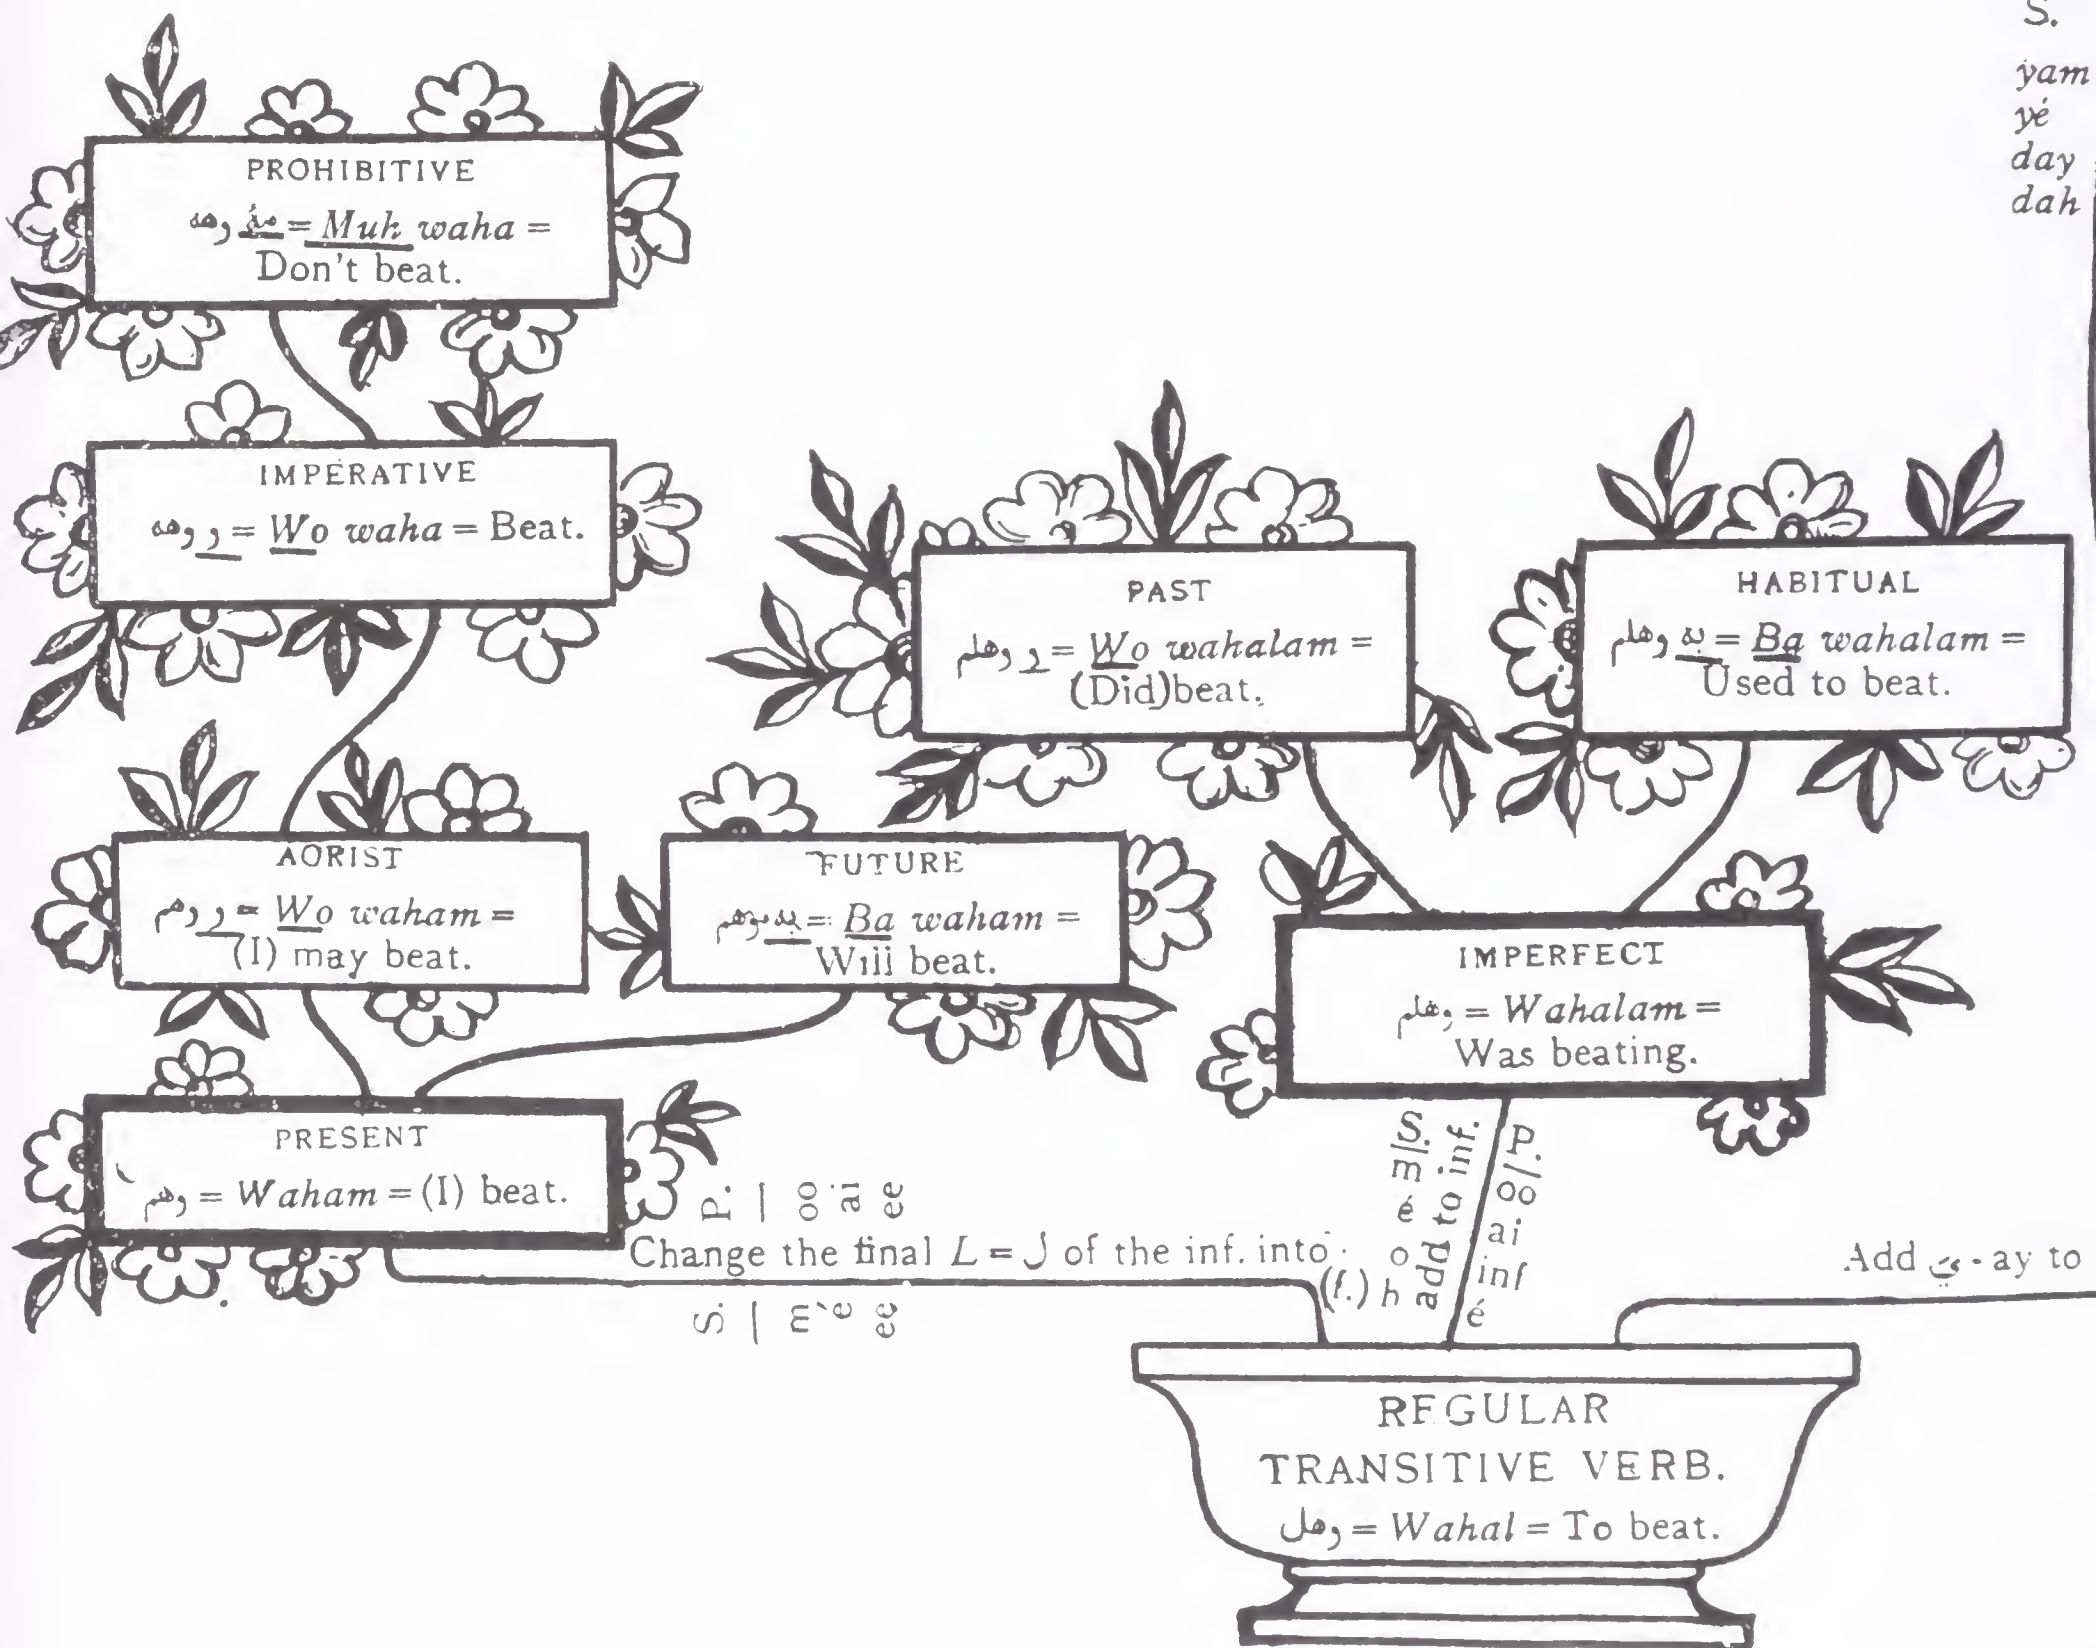 S.
yam
yé
day
dah
PROHIBITIVE
مهٔ وهه = Muh waha =
Don't beat.
IMPERATIVE
و وهه = Wo waha = Beat.
PAST
و وهلم = Wo wahalam =
(Did) beat.
HABITUAL
به وهلم = Ba wahalam =
Used to beat.
AORIST
و وهم = Wo waham =
(I) may beat.
FUTURE
به وهم = Ba waham =
Will beat.
IMPERFECT
وهلم = Wahalam =
Was beating.
PRESENT
وهم = Waham = (I) beat.
P. | oo ai ee
Change the final L = ل of the inf. into
S. | m é ee
S. | m é o (f.) h
add to inf.
P. | oo ai inf é
Add ي - ay to
REGULAR
TRANSITIVE VERB.
وهل = Wahal = To beat.